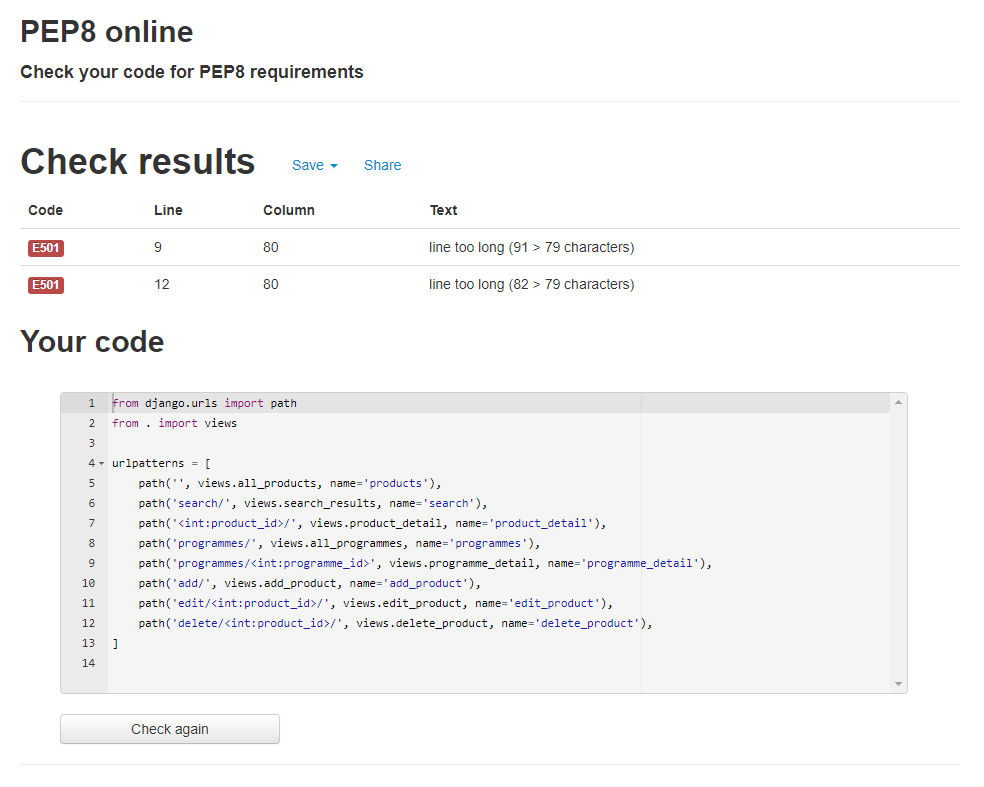 PEP8 online
Check your code for PEP8 requirements
Check results Save Share
Code Line Column Text
E501 9 80 line too long (91 > 79 characters)
E501 12 80 line too long (82 > 79 characters)
Your code
1 from django.urls import path
2 from . import views
3
4 urlpatterns = [
5     path('', views.all_products, name='products'),
6     path('search/', views.search_results, name='search'),
7     path('<int:product_id>/', views.product_detail, name='product_detail'),
8     path('programmes/', views.all_programmes, name='programmes'),
9     path('programmes/<int:programme_id>', views.programme_detail, name='programme_detail'),
10     path('add/', views.add_product, name='add_product'),
11     path('edit/<int:product_id>/', views.edit_product, name='edit_product'),
12     path('delete/<int:product_id>/', views.delete_product, name='delete_product'),
13 ]
14
Check again